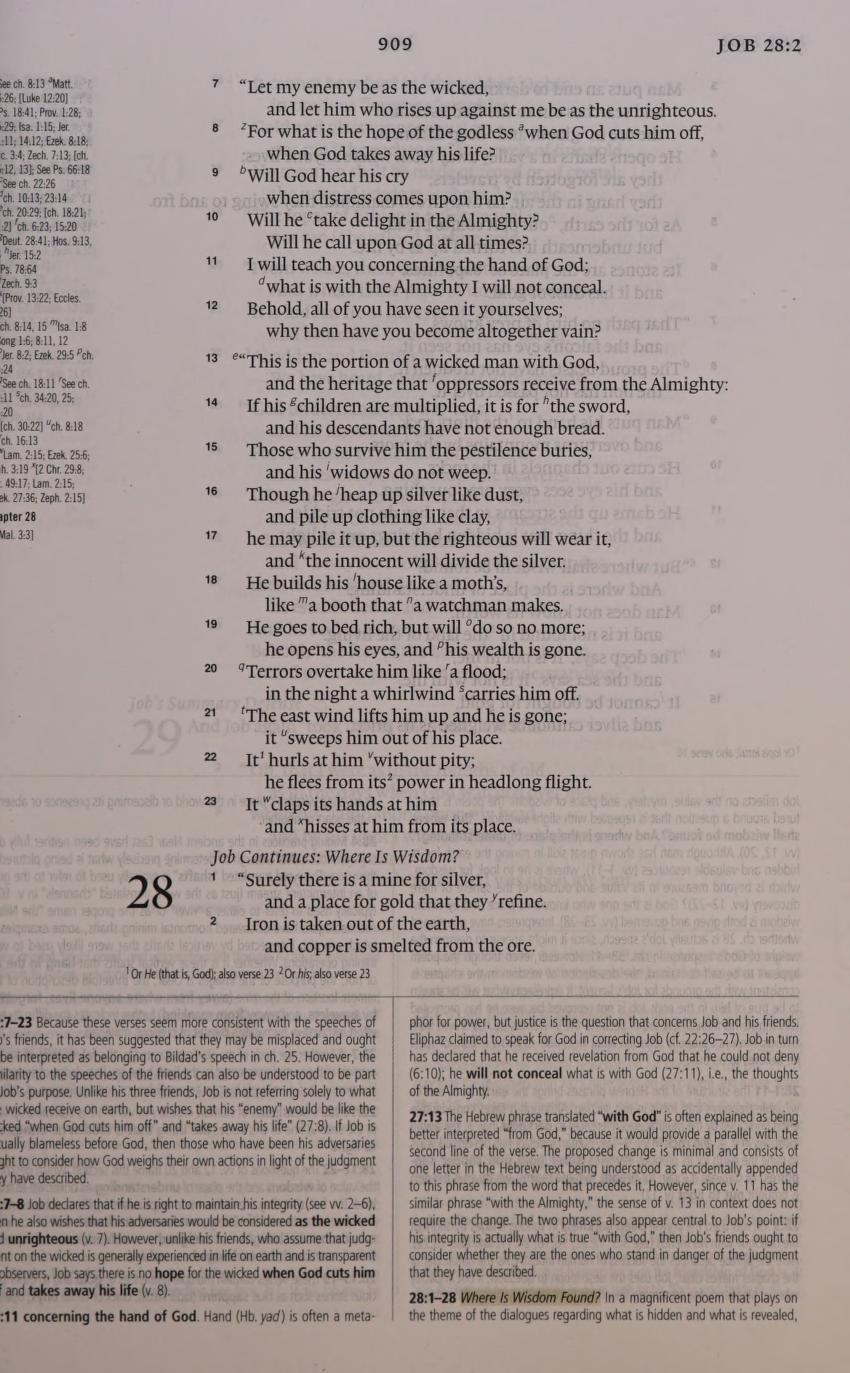 909
JOB 28:2
ee ch. 8:13 ᵃMatt.
:26; [Luke 12:20]
Ps. 18:41; Prov. 1:28;
:29; Isa. 1:15; Jer.
:11; 14:12; Ezek. 8:18;
c. 3:4; Zech. 7:13; [ch.
:12, 13]; See Ps. 66:18
See ch. 22:26
ch. 10:13; 23:14
ch. 20:29; [ch. 18:21;
:2] ᶠch. 6:23; 15:20
Deut. 28:41; Hos. 9:13,
ʰJer. 15:2
Ps. 78:64
Zech. 9:3
[Prov. 13:22; Eccles.
26]
ch. 8:14, 15 ᵐIsa. 1:8
ong 1:6; 8:11, 12
Jer. 8:2; Ezek. 29:5 ᵖch.
:24
See ch. 18:11 ʳSee ch.
:11 ˢch. 34:20, 25;
:20
[ch. 30:22] ᵘch. 8:18
ch. 16:13
Lam. 2:15; Ezek. 25:6;
h. 3:19 ˣ[2 Chr. 29:8;
. 49:17; Lam. 2:15;
ek. 27:36; Zeph. 2:15]
apter 28
Mal. 3:3]
7 “Let my enemy be as the wicked,
and let him who rises up against me be as the unrighteous.
8 ᶻFor what is the hope of the godless ᵃwhen God cuts him off,
when God takes away his life?
9 ᵇWill God hear his cry
when distress comes upon him?
10 Will he ᶜtake delight in the Almighty?
Will he call upon God at all times?
11 I will teach you concerning the hand of God;
ᵈwhat is with the Almighty I will not conceal.
12 Behold, all of you have seen it yourselves;
why then have you become altogether vain?
13 ᵉ“This is the portion of a wicked man with God,
and the heritage that ᶠoppressors receive from the Almighty:
14 If his ᵍchildren are multiplied, it is for ʰthe sword,
and his descendants have not enough bread.
15 Those who survive him the pestilence buries,
and his ⁱwidows do not weep.
16 Though he ʲheap up silver like dust,
and pile up clothing like clay,
17 he may pile it up, but the righteous will wear it,
and ᵏthe innocent will divide the silver.
18 He builds his ˡhouse like a moth’s,
like ᵐa booth that ⁿa watchman makes.
19 He goes to bed rich, but will ᵒdo so no more;
he opens his eyes, and ᵖhis wealth is gone.
20 qTerrors overtake him like ʳa flood;
in the night a whirlwind ˢcarries him off.
21 ᵗThe east wind lifts him up and he is gone;
it ᵘsweeps him out of his place.
22 It¹ hurls at him ᵛwithout pity;
he flees from its² power in headlong flight.
23 It ʷclaps its hands at him
and ˣhisses at him from its place.
Job Continues: Where Is Wisdom?
28 1 “Surely there is a mine for silver,
and a place for gold that they ʸrefine.
2 Iron is taken out of the earth,
and copper is smelted from the ore.
¹ Or He (that is, God); also verse 23 ² Or his; also verse 23
:7–23 Because these verses seem more consistent with the speeches of
’s friends, it has been suggested that they may be misplaced and ought
be interpreted as belonging to Bildad’s speech in ch. 25. However, the
ilarity to the speeches of the friends can also be understood to be part
Job’s purpose. Unlike his three friends, Job is not referring solely to what
wicked receive on earth, but wishes that his “enemy” would be like the
ked “when God cuts him off” and “takes away his life” (27:8). If Job is
ually blameless before God, then those who have been his adversaries
ght to consider how God weighs their own actions in light of the judgment
y have described.
:7–8 Job declares that if he is right to maintain his integrity (see vv. 2–6),
n he also wishes that his adversaries would be considered as the wicked
d unrighteous (v. 7). However, unlike his friends, who assume that judg-
nt on the wicked is generally experienced in life on earth and is transparent
observers, Job says there is no hope for the wicked when God cuts him
f and takes away his life (v. 8).
:11 concerning the hand of God. Hand (Hb. yad) is often a meta-
phor for power, but justice is the question that concerns Job and his friends.
Eliphaz claimed to speak for God in correcting Job (cf. 22:26–27). Job in turn
has declared that he received revelation from God that he could not deny
(6:10); he will not conceal what is with God (27:11), i.e., the thoughts
of the Almighty.
27:13 The Hebrew phrase translated “with God” is often explained as being
better interpreted “from God,” because it would provide a parallel with the
second line of the verse. The proposed change is minimal and consists of
one letter in the Hebrew text being understood as accidentally appended
to this phrase from the word that precedes it. However, since v. 11 has the
similar phrase “with the Almighty,” the sense of v. 13 in context does not
require the change. The two phrases also appear central to Job’s point: if
his integrity is actually what is true “with God,” then Job’s friends ought to
consider whether they are the ones who stand in danger of the judgment
that they have described.
28:1–28 Where Is Wisdom Found? In a magnificent poem that plays on
the theme of the dialogues regarding what is hidden and what is revealed,